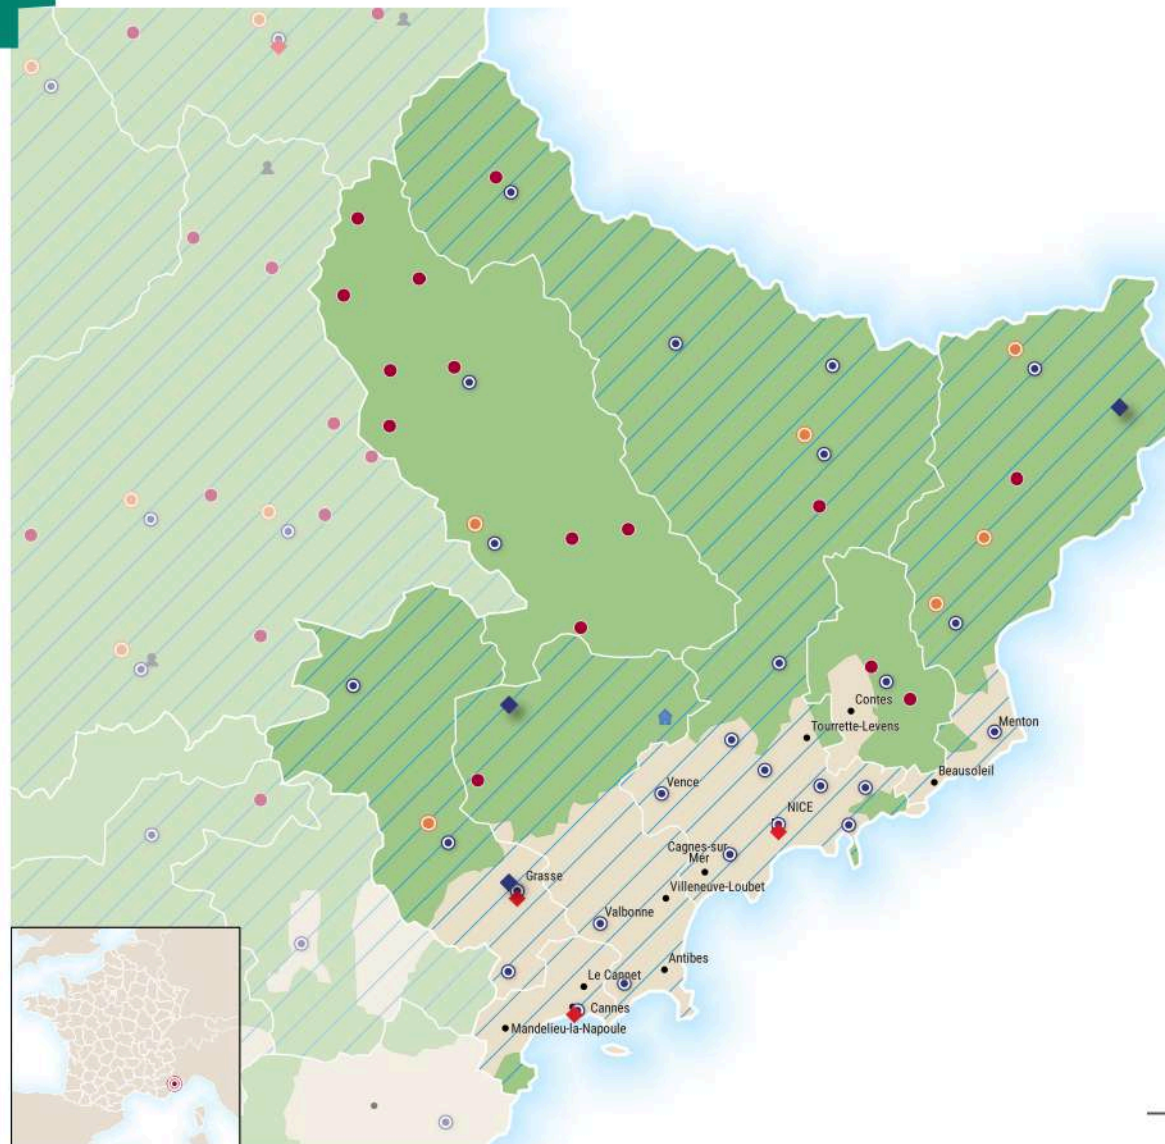 Contes
Tourrette-Levens
Menton
Beausoleil
Vence
NICE
Cagnes-sur-
Mer
Grasse
Villeneuve-Loubet
Valbonne
Antibes
Le Cannet
Cannes
Mandelieu-la-Napoule